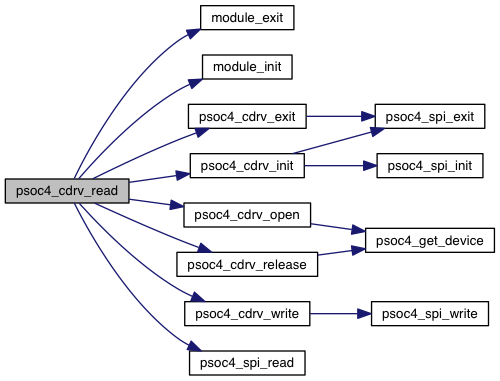 module_exit
module_init
psoc4_cdrv_exit
psoc4_spi_exit
psoc4_cdrv_init
psoc4_spi_init
psoc4_cdrv_read
psoc4_cdrv_open
psoc4_get_device
psoc4_cdrv_release
psoc4_cdrv_write
psoc4_spi_write
psoc4_spi_read